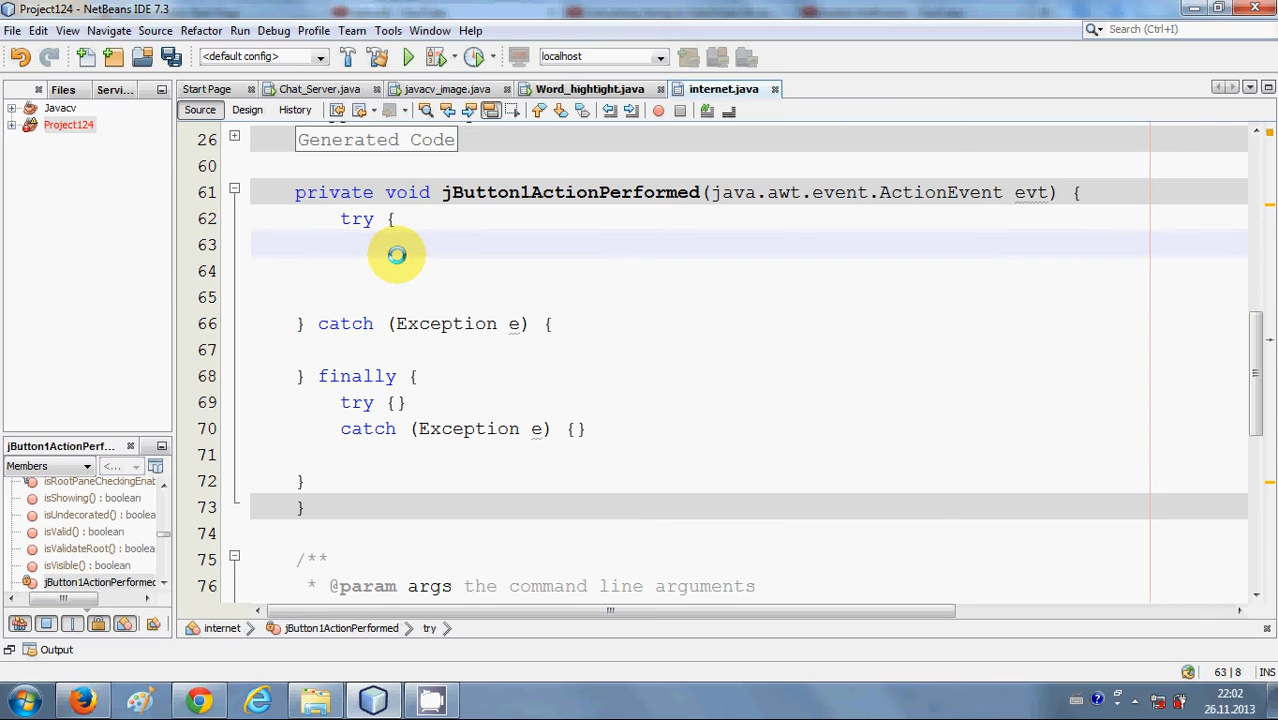 Project124 - NetBeans IDE 7.3
File Edit View Navigate Source Refactor Run Debug Profile Team Tools Window Help
Search (Ctrl+I)
<default config>
localhost
Files Servi...
Start Page Chat_Server.java javacv_image.java Word_hightight.java internet.java
Javacv
Project124
Source Design History
26 Generated Code
60
61 private void jButton1ActionPerformed(java.awt.event.ActionEvent evt) {
62 try {
63
64
65
66 } catch (Exception e) {
67
68 } finally {
69 try {}
70 catch (Exception e) {}
71
72 }
73 }
74
75 /**
76 * @param args the command line arguments
jButton1ActionPerf...
Members <...
isRootPaneCheckingEnab
isShowing() : boolean
isUndecorated() : boolea
isValid() : boolean
isValidateRoot() : boolea
isVisible() : boolean
jButton1ActionPerformed
internet jButton1ActionPerformed try
Output
63 | 8 INS
22:02
26.11.2013